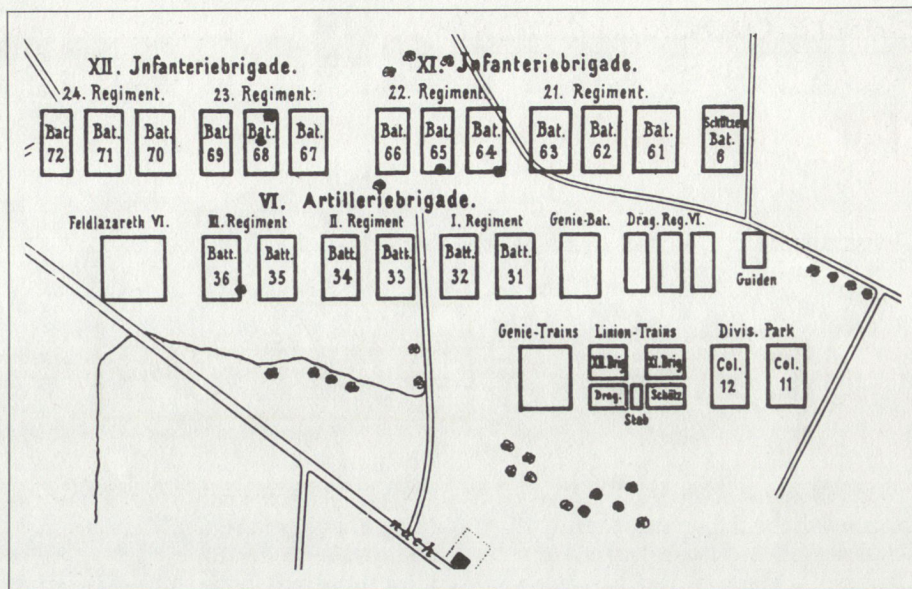 XII. Jnfanteriebrigade. XI. Jnfanteriebrigade.
24. Regiment. 23. Regiment. 22. Regiment. 21. Regiment.
Bat. 72
Bat. 71
Bat. 70
Bat. 69
Bat. 68
Bat. 67
Bat. 66
Bat. 65
Bat. 64
Bat. 63
Bat. 62
Bat. 61
Schützen Bat. 6
VI. Artilleriebrigade.
Feldlazareth VI. III. Regiment II. Regiment I. Regiment Genie-Bat. Drag. Reg. VI.
Batt. 36
Batt. 35
Batt. 34
Batt. 33
Batt. 32
Batt. 31
Guiden
Genie-Trains Linien-Trains Divis. Park
XII. Brig.
XI. Brig.
Drag.
Schütz.
Stab
Col. 12
Col. 11
nach